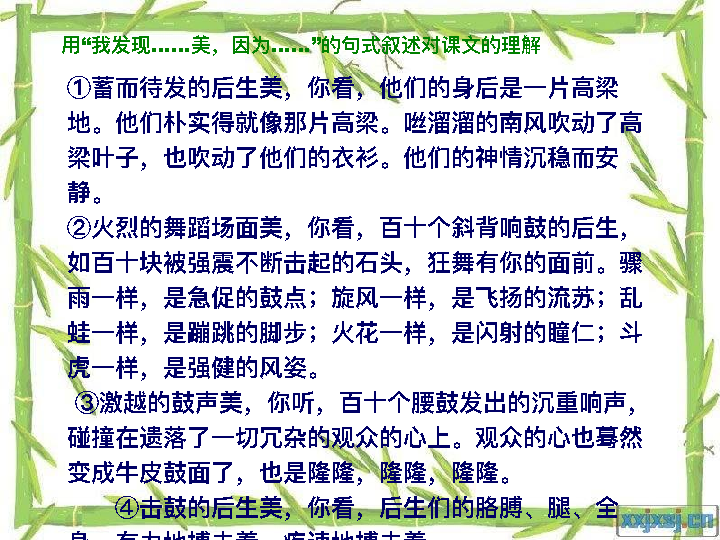 用“我发现……美，因为……”的句式叙述对课文的理解
①蓄而待发的后生美，你看，他们的身后是一片高粱
地。他们朴实得就像那片高粱。咝溜溜的南风吹动了高
粱叶子，也吹动了他们的衣衫。他们的神情沉稳而安
静。
②火烈的舞蹈场面美，你看，百十个斜背响鼓的后生，
如百十块被强震不断击起的石头，狂舞有你的面前。骤
雨一样，是急促的鼓点；旋风一样，是飞扬的流苏；乱
蛙一样，是蹦跳的脚步；火花一样，是闪射的瞳仁；斗
虎一样，是强健的风姿。
③激越的鼓声美，你听，百十个腰鼓发出的沉重响声，
碰撞在遗落了一切冗杂的观众的心上。观众的心也蓦然
变成牛皮鼓面了，也是隆隆，隆隆，隆隆。
④击鼓的后生美，你看，后生们的胳膊、腿、全
身，有力地搏击着，疾速地搏击着，
xxjxsj.cn